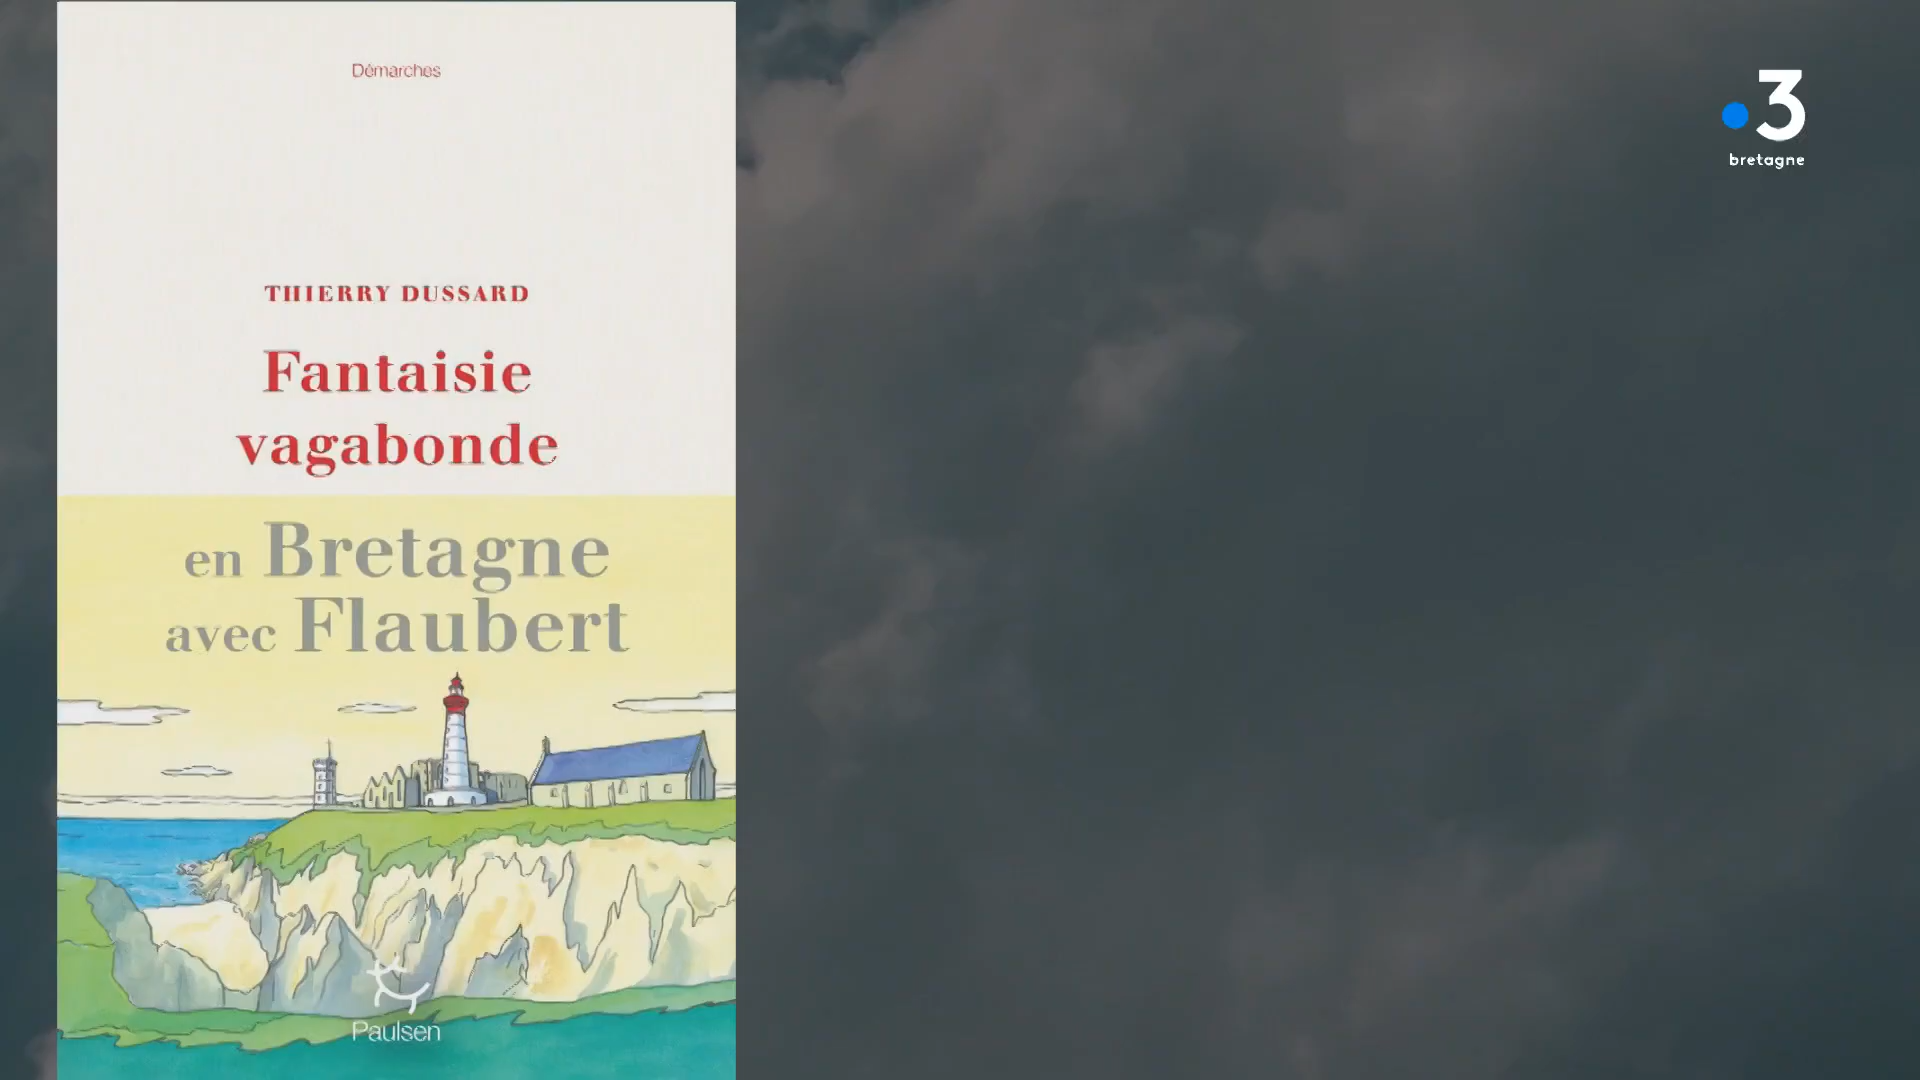 Démarches
THIERRY DUSSARD
Fantaisie
vagabonde
en Bretagne
avec Flaubert
Paulsen
3
bretagne